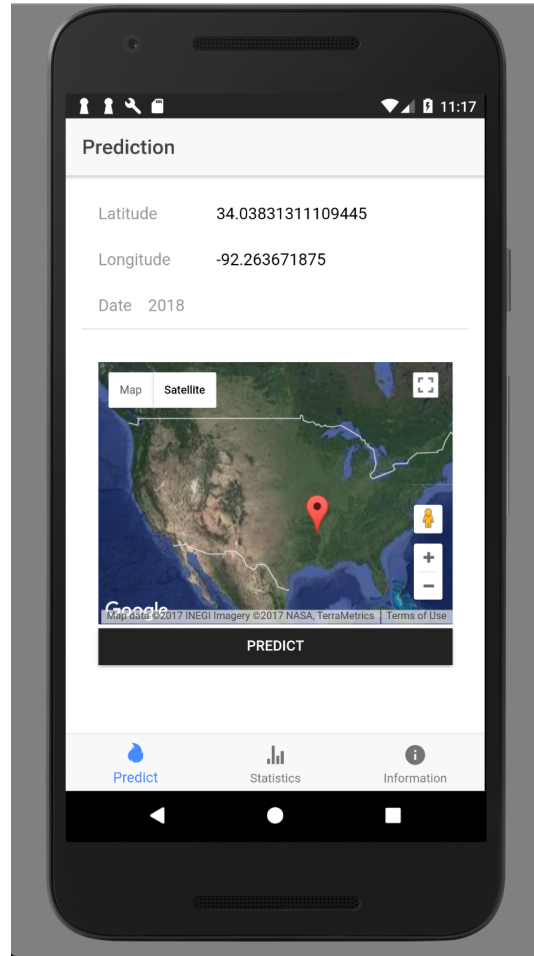 11:17
Prediction
Latitude 34.03831311109445
Longitude -92.263671875
Date 2018
Map Satellite
Google
Map data ©2017 INEGI Imagery ©2017 NASA, TerraMetrics Terms of Use
PREDICT
Predict Statistics Information